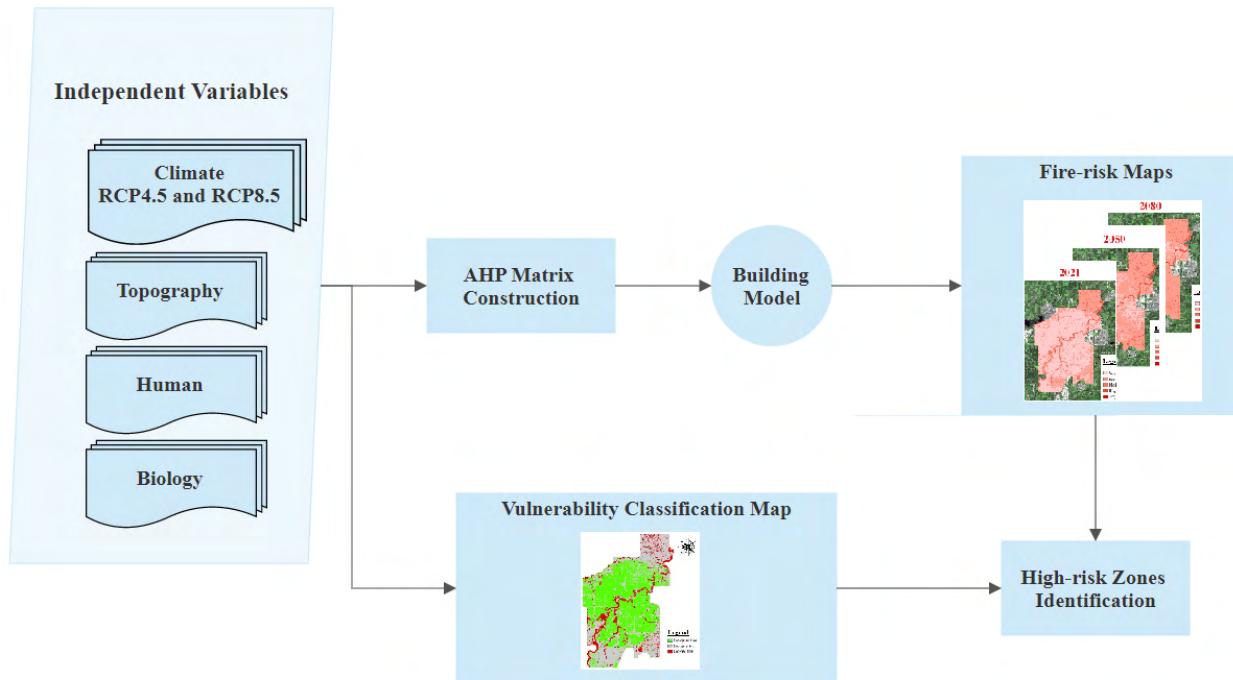 Independent Variables
Climate
RCP4.5 and RCP8.5
Topography
Human
Biology
AHP Matrix
Construction
Building
Model
Fire-risk Maps
2080
2050
2021
Vulnerability Classification Map
Legend
High-risk Zones
Identification